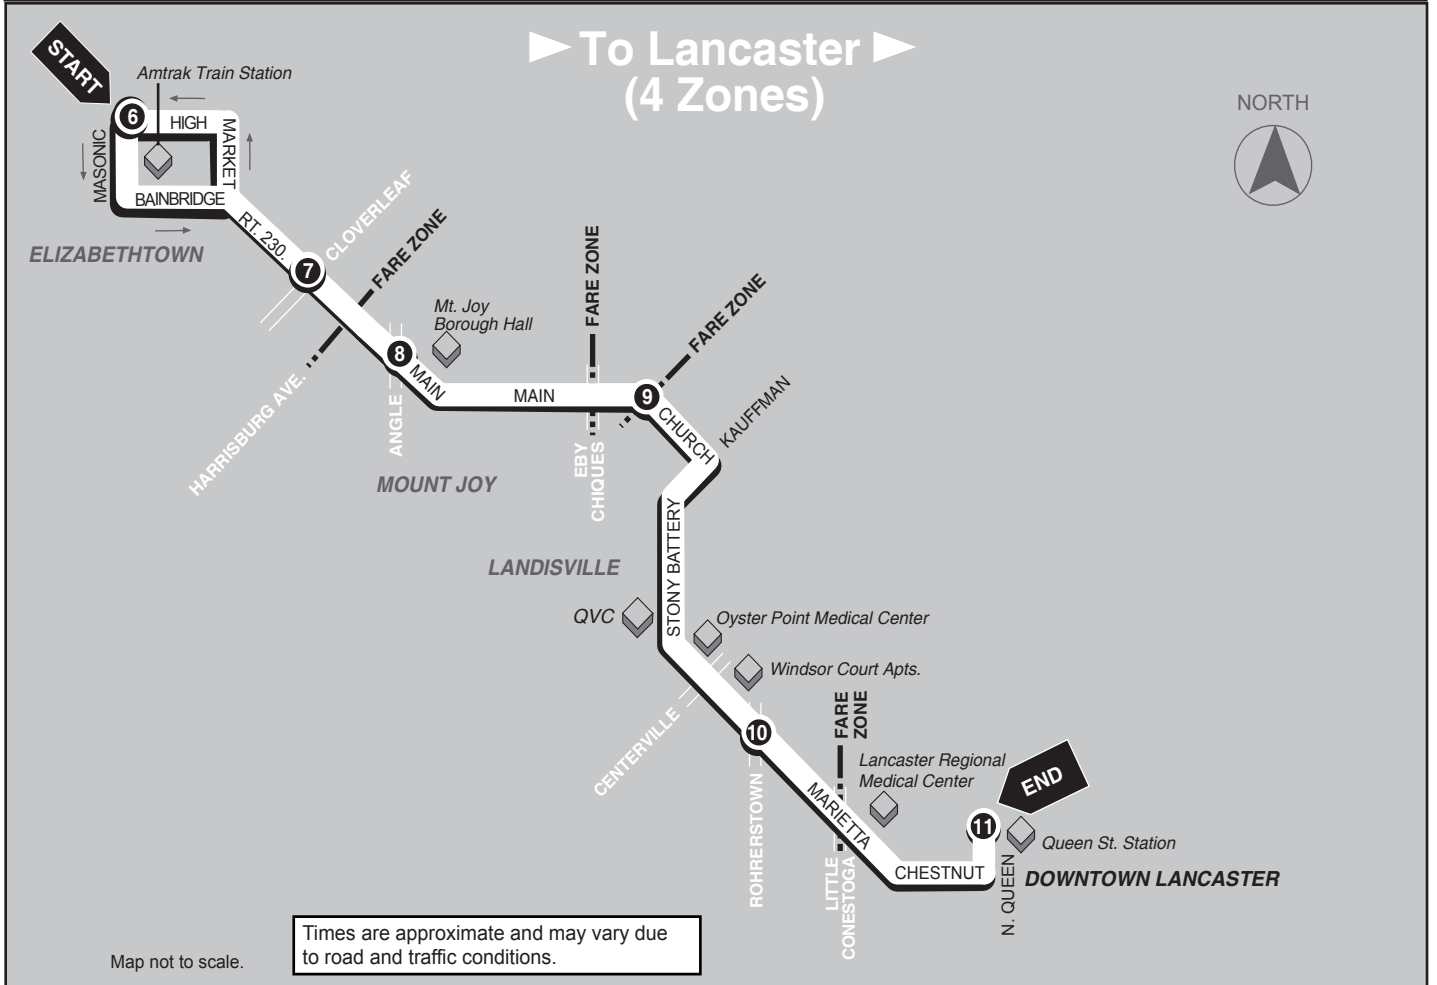 To Lancaster
(4 Zones)
START
Amtrak Train Station
NORTH
6
HIGH
MARKET
MASONIC
BAINBRIDGE
ELIZABETHTOWN
RT. 230.
CLOVERLEAF
7
FARE ZONE
HARRISBURG AVE.
Mt. Joy
Borough Hall
8
MAIN
ANGLE
MAIN
MOUNT JOY
FARE ZONE
EBY
CHIQUES
FARE ZONE
9
CHURCH
KAUFFMAN
STONY BATTERY
LANDISVILLE
QVC
Oyster Point Medical Center
Windsor Court Apts.
CENTERVILLE
10
ROHRERSTOWN
FARE
ZONE
MARIETTA
LITTLE
CONESTOGA
Lancaster Regional
Medical Center
END
11
Queen St. Station
CHESTNUT
N. QUEEN
DOWNTOWN LANCASTER
Times are approximate and may vary due
to road and traffic conditions.
Map not to scale.